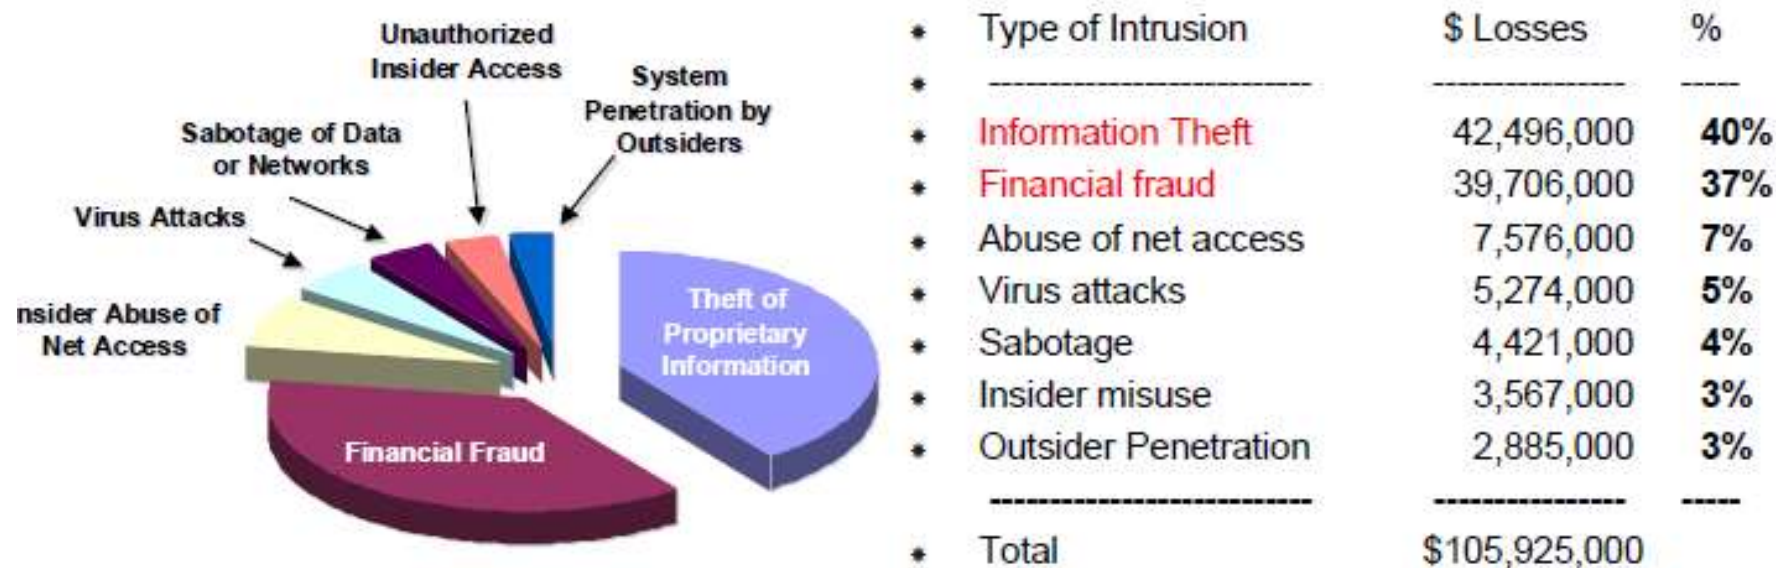 Unauthorized
Insider Access
System
Penetration by
Outsiders
Sabotage of Data
or Networks
Virus Attacks
nsider Abuse of
Net Access
Theft of
Proprietary
Information
Financial Fraud
* Type of Intrusion $ Losses %
* --------------------------- ---------------- -----
* Information Theft 42,496,000 40%
* Financial fraud 39,706,000 37%
* Abuse of net access 7,576,000 7%
* Virus attacks 5,274,000 5%
* Sabotage 4,421,000 4%
* Insider misuse 3,567,000 3%
* Outsider Penetration 2,885,000 3%
--------------------------- ---------------- -----
* Total $105,925,000